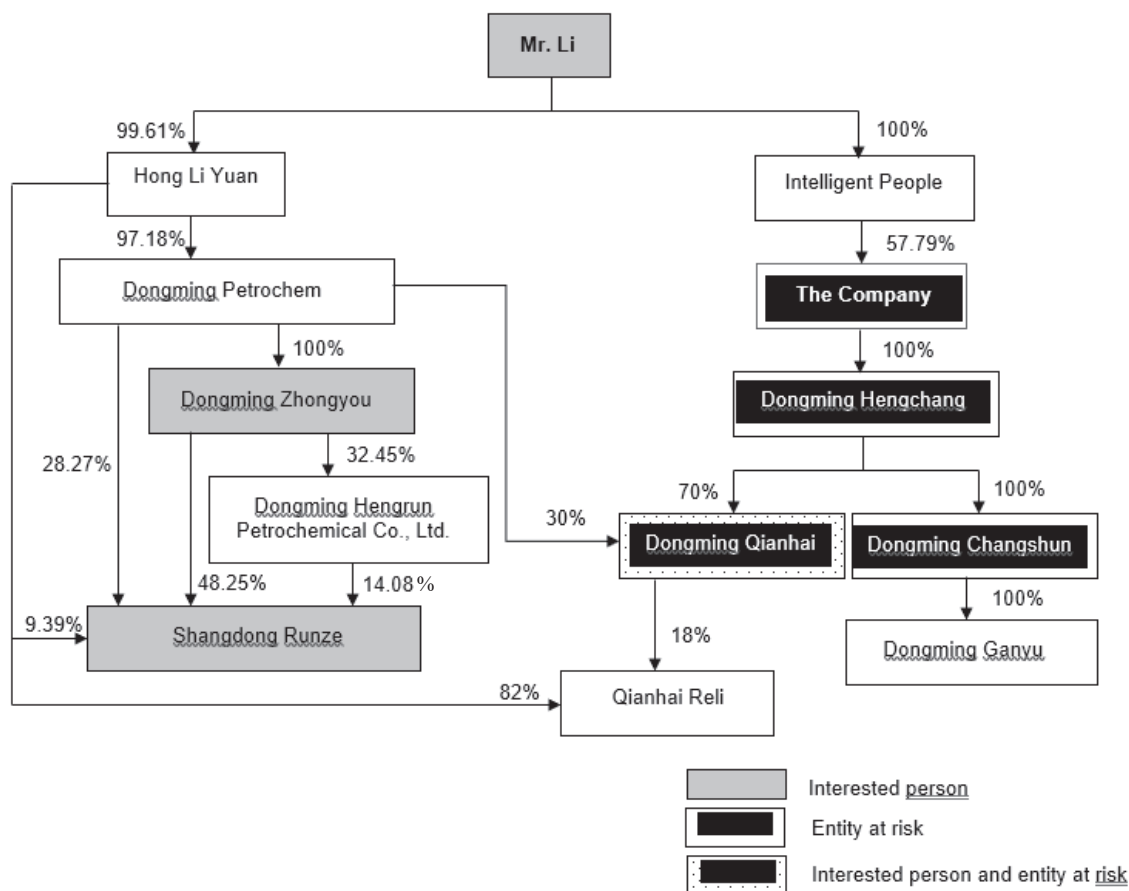 Mr. Li
99.61%
100%
Hong Li Yuan
Intelligent People
97.18%
57.79%
Dongming Petrochem
The Company
100%
100%
Dongming Zhongyou
Dongming Hengchang
28.27%
32.45%
70%
100%
Dongming Hengrun
Petrochemical Co., Ltd.
30%
Dongming Qianhai
Dongming Changshun
48.25%
14.08%
100%
9.39%
Shangdong Runze
18%
Dongming Ganyu
82%
Qianhai Reli
Interested person
Entity at risk
Interested person and entity at risk